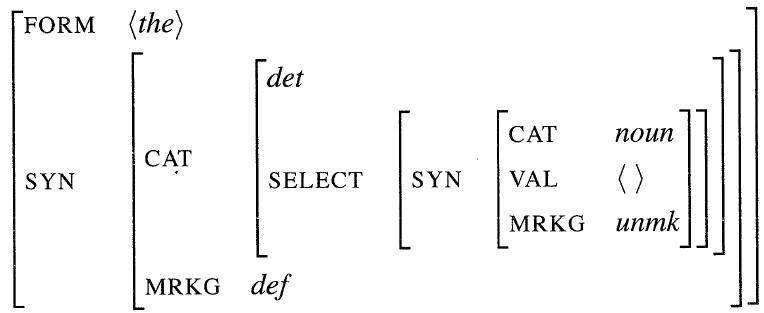 FORM ⟨the⟩
det
CAT noun
CAT
SYN SELECT SYN VAL ⟨ ⟩
MRKG unmk
MRKG def